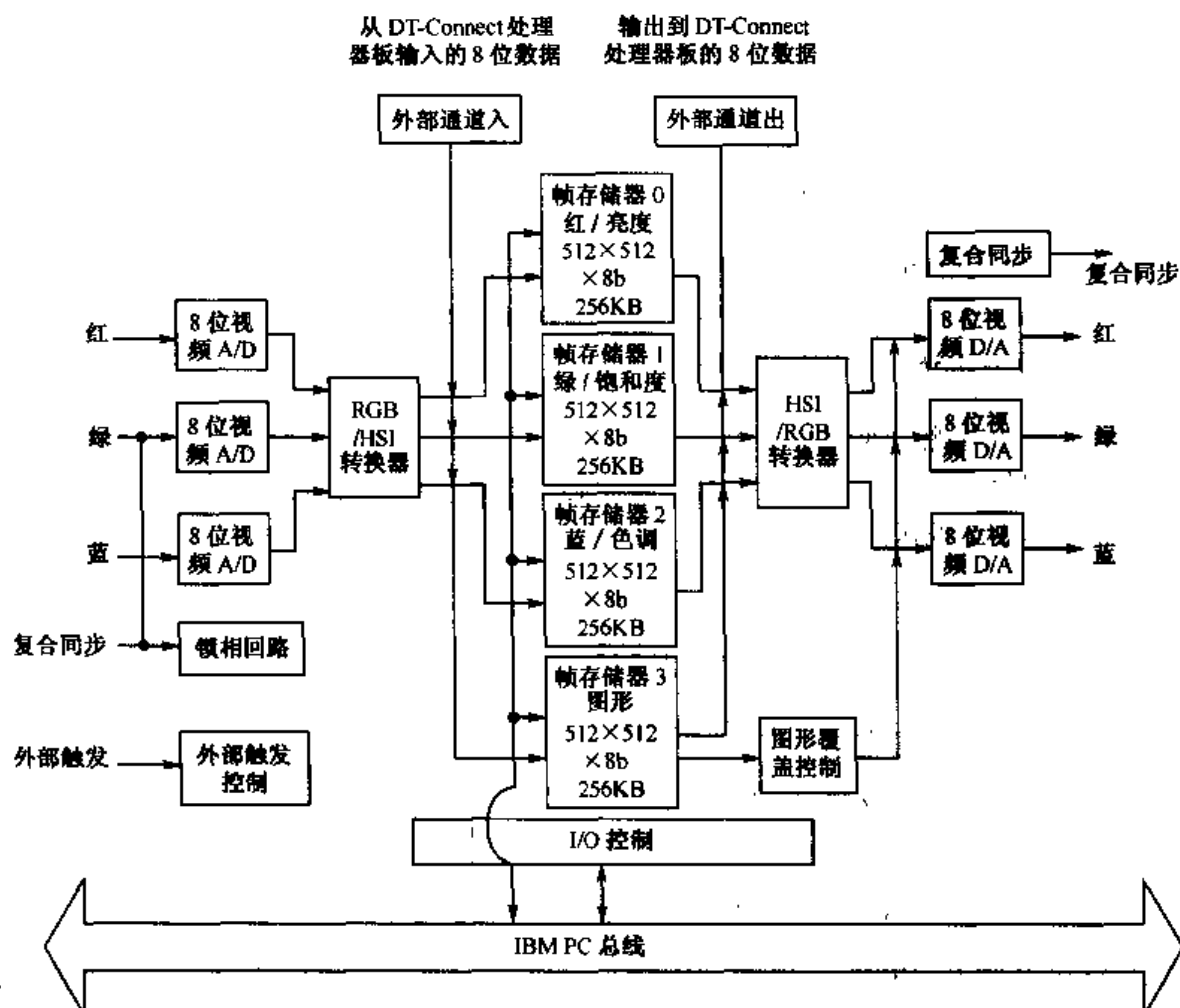 从 DT-Connect 处理
器板输入的 8 位数据
输出到 DT-Connect
处理器板的 8 位数据
外部通道入
外部通道出
帧存储器 0
红 / 亮度
512×512
×8b
256KB
复合同步
复合同步
红
8 位视
频 A/D
8 位视
频 D/A
红
帧存储器 1
绿 / 饱和度
512×512
×8b
256KB
RGB
/HSI
转换器
HSI
/RGB
转换器
绿
8 位视
频 A/D
8 位视
频 D/A
绿
帧存储器 2
蓝 / 色调
512×512
×8b
256KB
蓝
8 位视
频 A/D
8 位视
频 D/A
蓝
复合同步
锁相回路
帧存储器 3
图形
512×512
×8b
256KB
外部触发
外部触发
控制
图形覆
盖控制
I/O 控制
IBM PC 总线